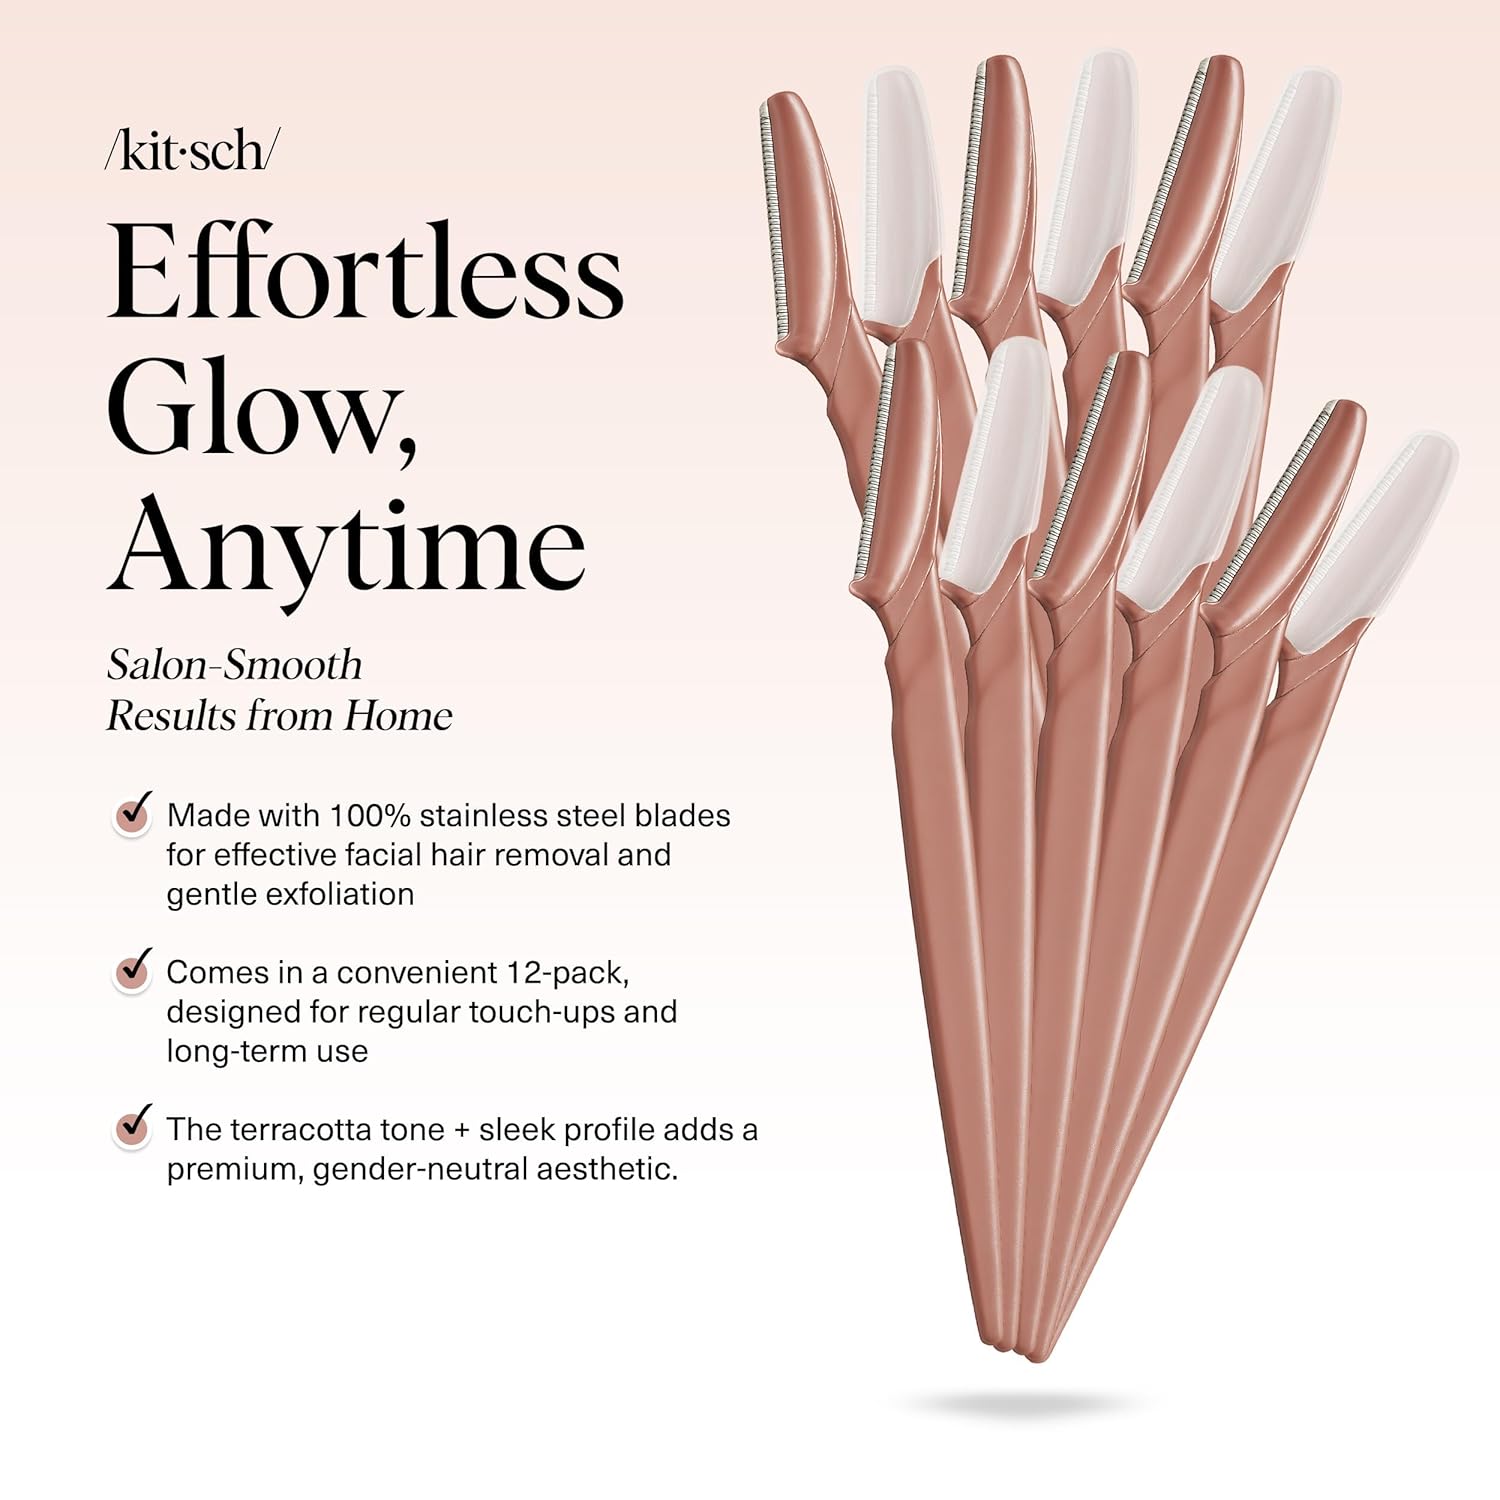 /kit·sch/
Effortless
Glow,
Anytime
Salon-Smooth
Results from Home
Made with 100% stainless steel blades
for effective facial hair removal and
gentle exfoliation
Comes in a convenient 12-pack,
designed for regular touch-ups and
long-term use
The terracotta tone + sleek profile adds a
premium, gender-neutral aesthetic.